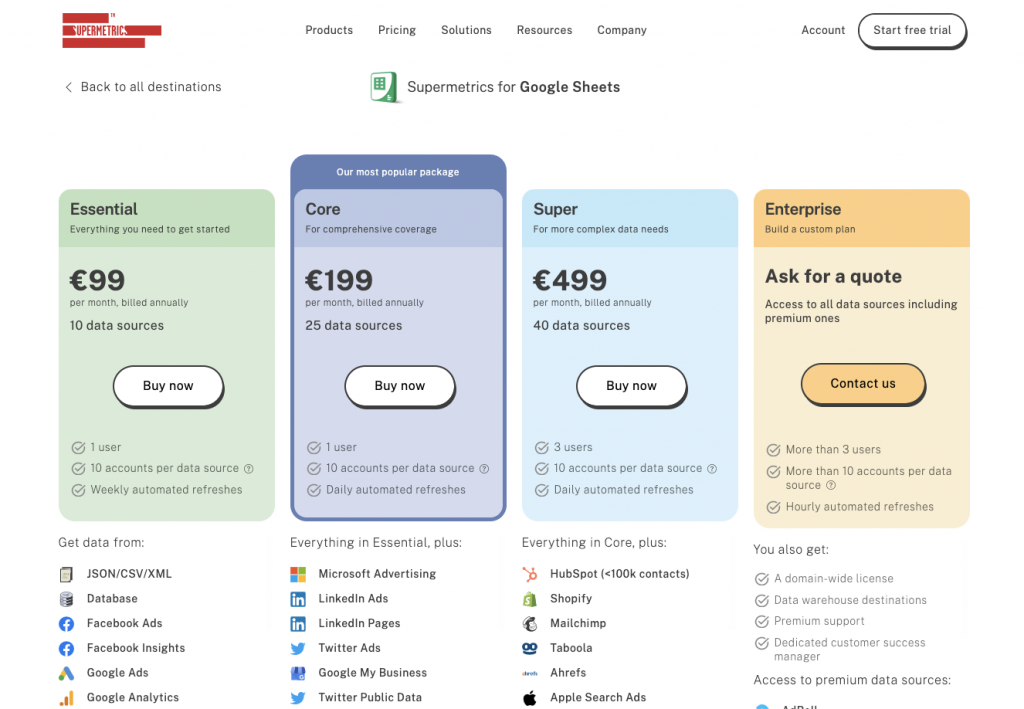 SUPERMETRICS TM
Products
Pricing
Solutions
Resources
Company
Account
Start free trial
Back to all destinations
Supermetrics for Google Sheets
Our most popular package
Essential
Everything you need to get started
€99
per month, billed annually
10 data sources
Buy now
1 user
10 accounts per data source
Weekly automated refreshes
Get data from:
JSON/CSV/XML
Database
Facebook Ads
Facebook Insights
Google Ads
Google Analytics
Core
For comprehensive coverage
€199
per month, billed annually
25 data sources
Buy now
1 user
10 accounts per data source
Daily automated refreshes
Everything in Essential, plus:
Microsoft Advertising
LinkedIn Ads
LinkedIn Pages
Twitter Ads
Google My Business
Twitter Public Data
Super
For more complex data needs
€499
per month, billed annually
40 data sources
Buy now
3 users
10 accounts per data source
Daily automated refreshes
Everything in Core, plus:
HubSpot (<100k contacts)
Shopify
Mailchimp
Taboola
ahrefs Ahrefs
Apple Search Ads
Enterprise
Build a custom plan
Ask for a quote
Access to all data sources including
premium ones
Contact us
More than 3 users
More than 10 accounts per data
source
Hourly automated refreshes
You also get:
A domain-wide license
Data warehouse destinations
Premium support
Dedicated customer success
manager
Access to premium data sources:
AdRoll